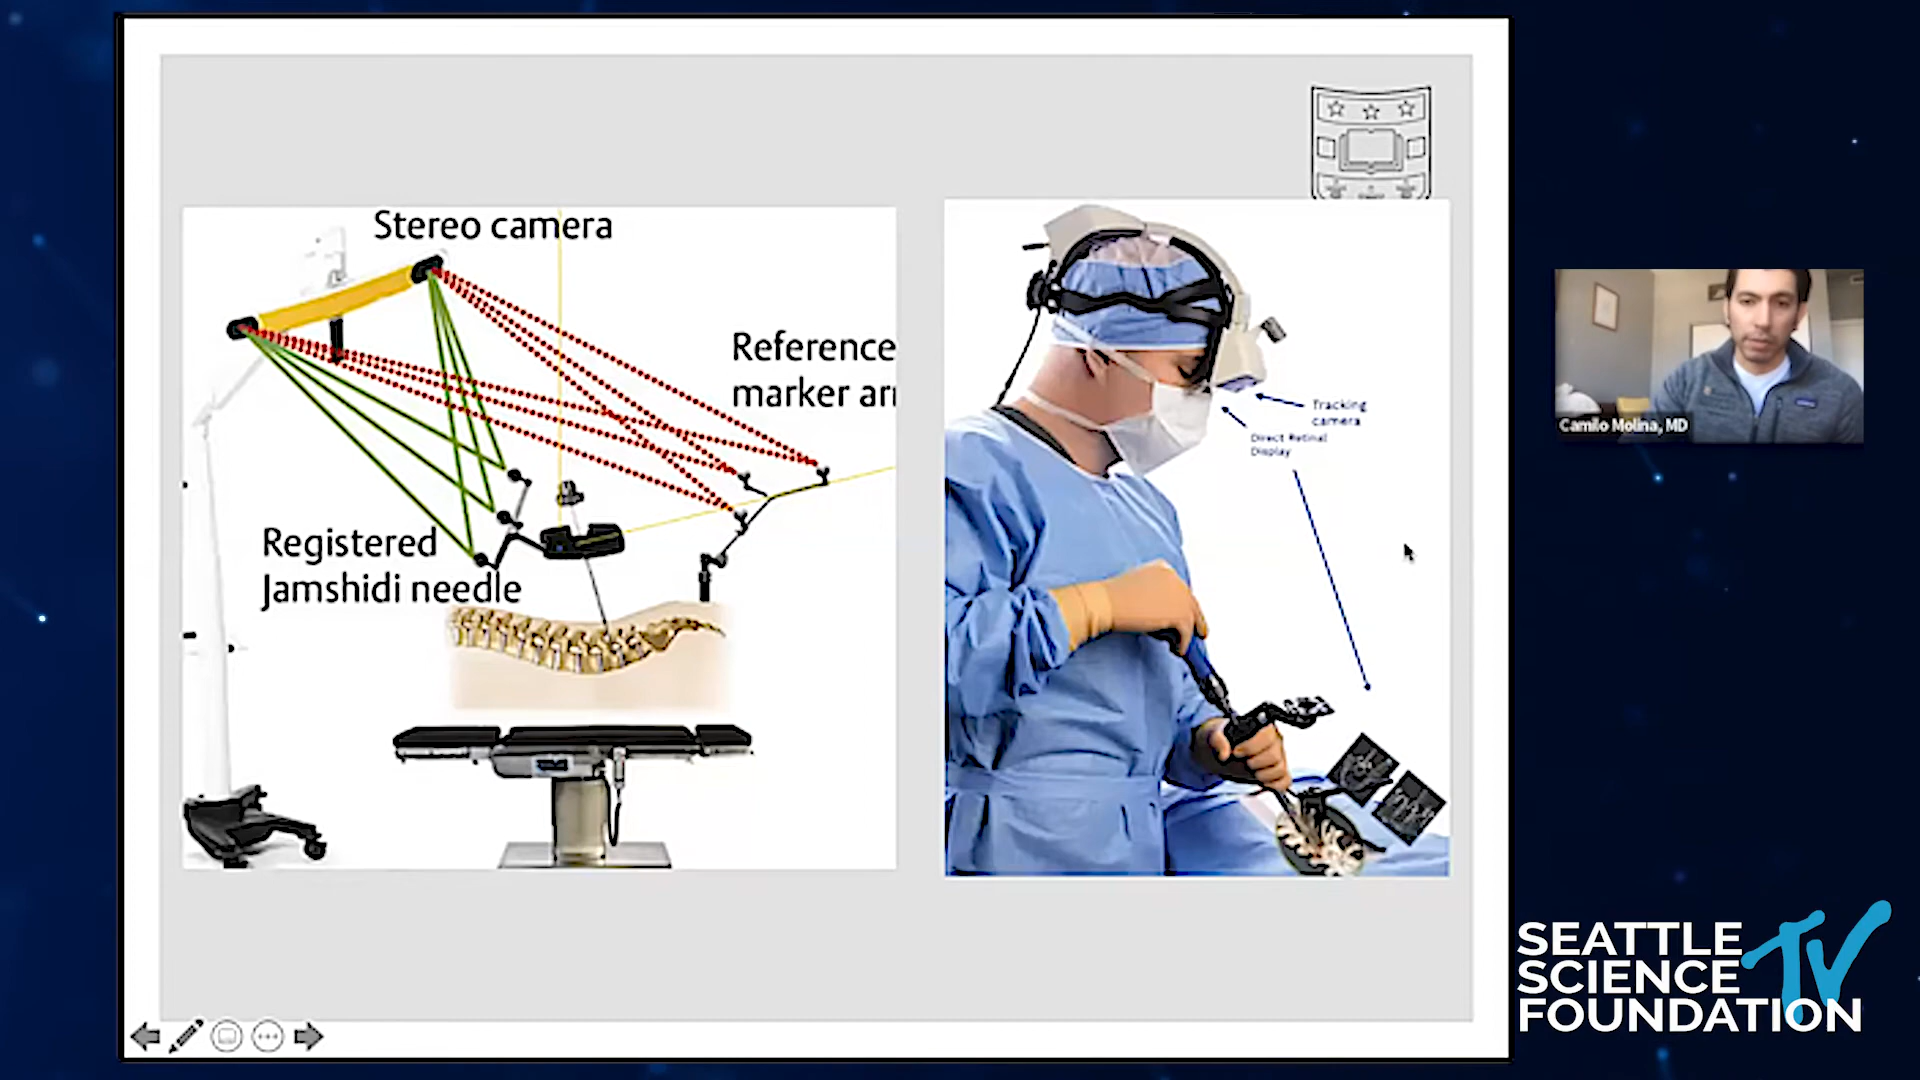 Stereo camera
Reference
marker
Registered
Jamshidi needle
Tracking
camera
Direct Retinal
Display
Camilo Molina, MD
SEATTLE
SCIENCE
FOUNDATION
TV